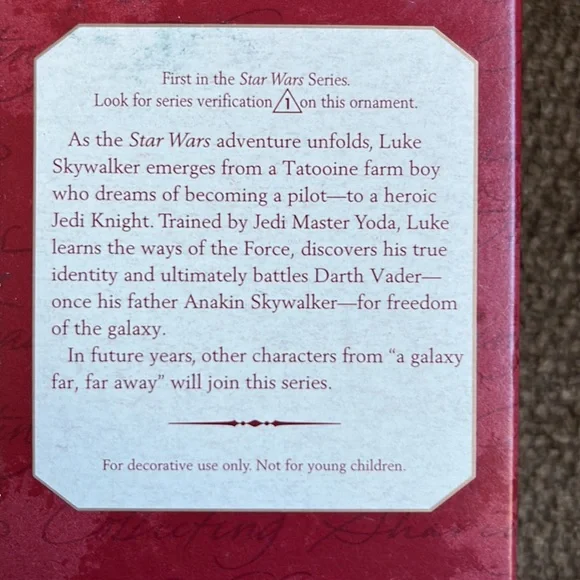 First in the Star Wars Series.
Look for series verification 1 on this ornament.
As the Star Wars adventure unfolds, Luke
Skywalker emerges from a Tatooine farm boy
who dreams of becoming a pilot—to a heroic
Jedi Knight. Trained by Jedi Master Yoda, Luke
learns the ways of the Force, discovers his true
identity and ultimately battles Darth Vader—
once his father Anakin Skywalker—for freedom
of the galaxy.
In future years, other characters from “a galaxy
far, far away” will join this series.
For decorative use only. Not for young children.